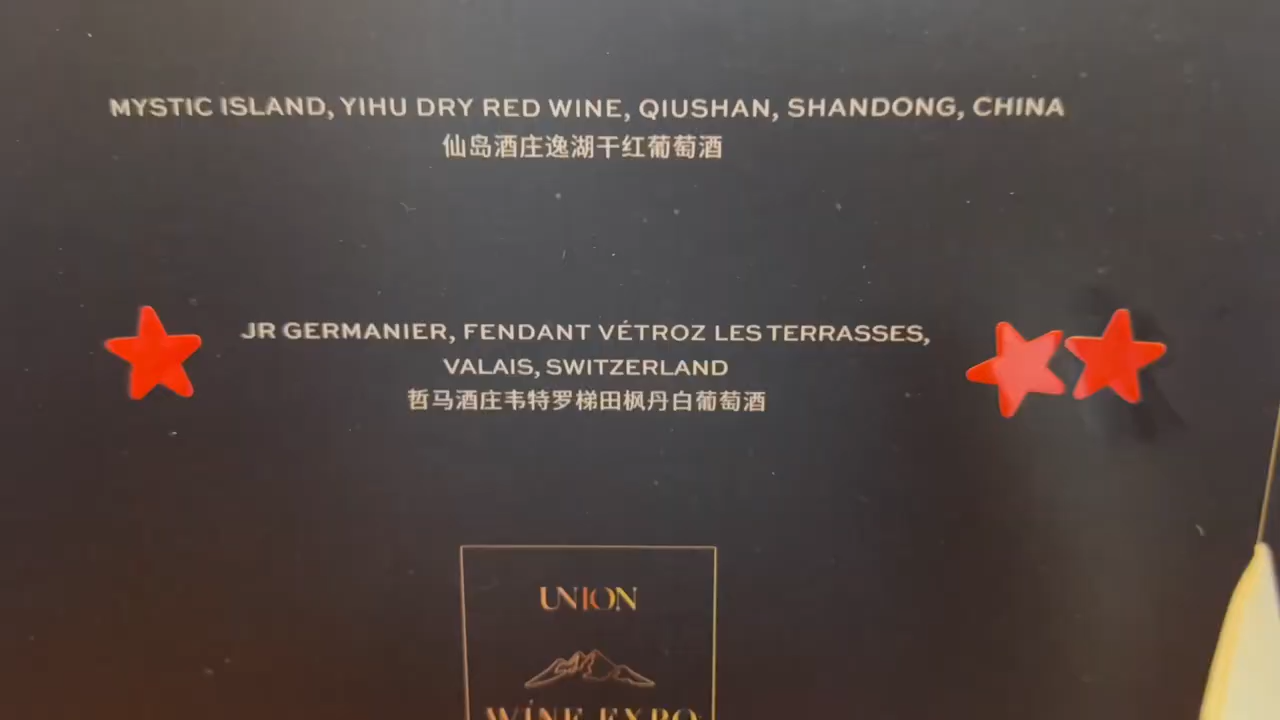 MYSTIC ISLAND, YIHU DRY RED WINE, QIUSHAN, SHANDONG, CHINA
仙岛酒庄逸湖干红葡萄酒
JR GERMANIER, FENDANT VÉTROZ LES TERRASSES,
VALAIS, SWITZERLAND
哲马酒庄韦特罗梯田枫丹白葡萄酒
UNION
WINE EXPO